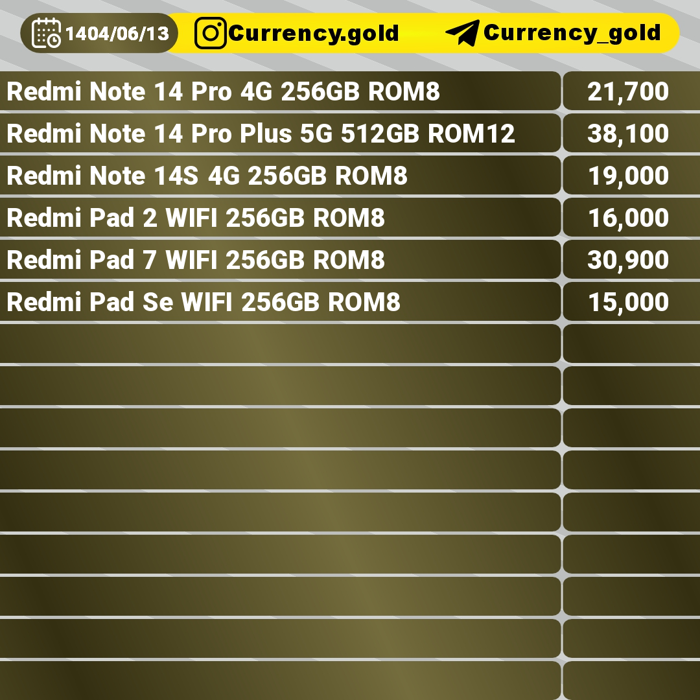 1404/06/13 Currency.gold Currency_gold
Redmi Note 14 Pro 4G 256GB ROM8 21,700
Redmi Note 14 Pro Plus 5G 512GB ROM12 38,100
Redmi Note 14S 4G 256GB ROM8 19,000
Redmi Pad 2 WIFI 256GB ROM8 16,000
Redmi Pad 7 WIFI 256GB ROM8 30,900
Redmi Pad Se WIFI 256GB ROM8 15,000